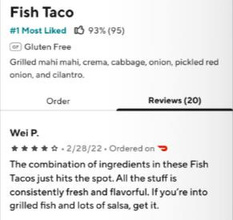 Fish Taco
#1 Most Liked 93% (95)
GF Gluten Free
Grilled mahi mahi, crema, cabbage, onion, pickled red
onion, and cilantro.
Order Reviews (20)
Wei P.
★★★★☆ • 2/28/22 • Ordered on
The combination of ingredients in these Fish
Tacos just hits the spot. All the stuff is
consistently fresh and flavorful. If you're into
grilled fish and lots of salsa, get it.